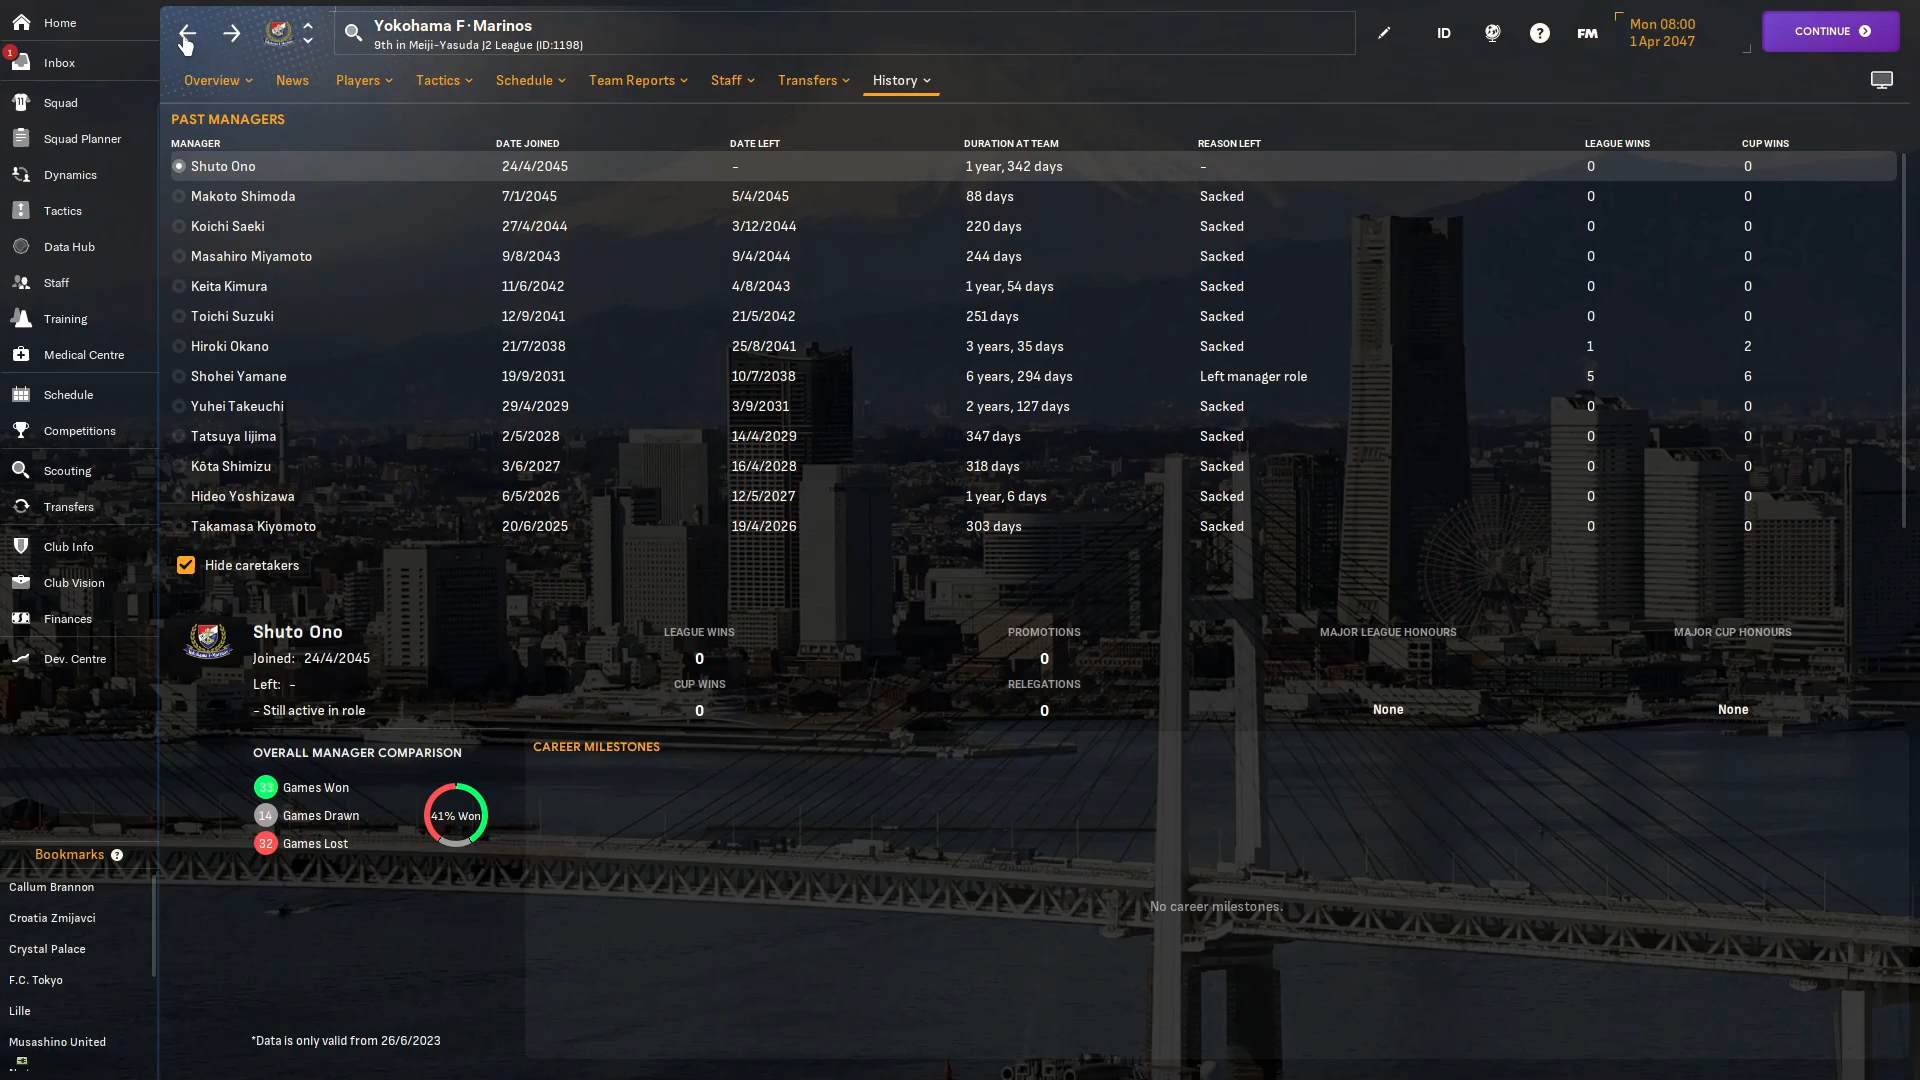 Home
Inbox
1
Squad
Squad Planner
Dynamics
Tactics
Data Hub
Staff
Training
Medical Centre
Schedule
Competitions
Scouting
Transfers
Club Info
Club Vision
Finances
Dev. Centre
Bookmarks ?
Callum Brannon
Croatia Zmijavci
Crystal Palace
F.C. Tokyo
Lille
Musashino United
Yokohama F·Marinos
9th in Meiji-Yasuda J2 League (ID:1198)
ID
?
FM
Mon 08:00
1 Apr 2047
CONTINUE
Overview News Players Tactics Schedule Team Reports Staff Transfers History
PAST MANAGERS
MANAGER DATE JOINED DATE LEFT DURATION AT TEAM REASON LEFT LEAGUE WINS CUP WINS
Shuto Ono 24/4/2045 - 1 year, 342 days - 0 0
Makoto Shimoda 7/1/2045 5/4/2045 88 days Sacked 0 0
Koichi Saeki 27/4/2044 3/12/2044 220 days Sacked 0 0
Masahiro Miyamoto 9/8/2043 9/4/2044 244 days Sacked 0 0
Keita Kimura 11/6/2042 4/8/2043 1 year, 54 days Sacked 0 0
Toichi Suzuki 12/9/2041 21/5/2042 251 days Sacked 0 0
Hiroki Okano 21/7/2038 25/8/2041 3 years, 35 days Sacked 1 2
Shohei Yamane 19/9/2031 10/7/2038 6 years, 294 days Left manager role 5 6
Yuhei Takeuchi 29/4/2029 3/9/2031 2 years, 127 days Sacked 0 0
Tatsuya Iijima 2/5/2028 14/4/2029 347 days Sacked 0 0
Kôta Shimizu 3/6/2027 16/4/2028 318 days Sacked 0 0
Hideo Yoshizawa 6/5/2026 12/5/2027 1 year, 6 days Sacked 0 0
Takamasa Kiyomoto 20/6/2025 19/4/2026 303 days Sacked 0 0
Hide caretakers
Shuto Ono
Joined: 24/4/2045
Left: -
- Still active in role
LEAGUE WINS
0
CUP WINS
0
PROMOTIONS
0
RELEGATIONS
0
MAJOR LEAGUE HONOURS
None
MAJOR CUP HONOURS
None
OVERALL MANAGER COMPARISON
33 Games Won
14 Games Drawn
32 Games Lost
41% Won
CAREER MILESTONES
No career milestones.
*Data is only valid from 26/6/2023